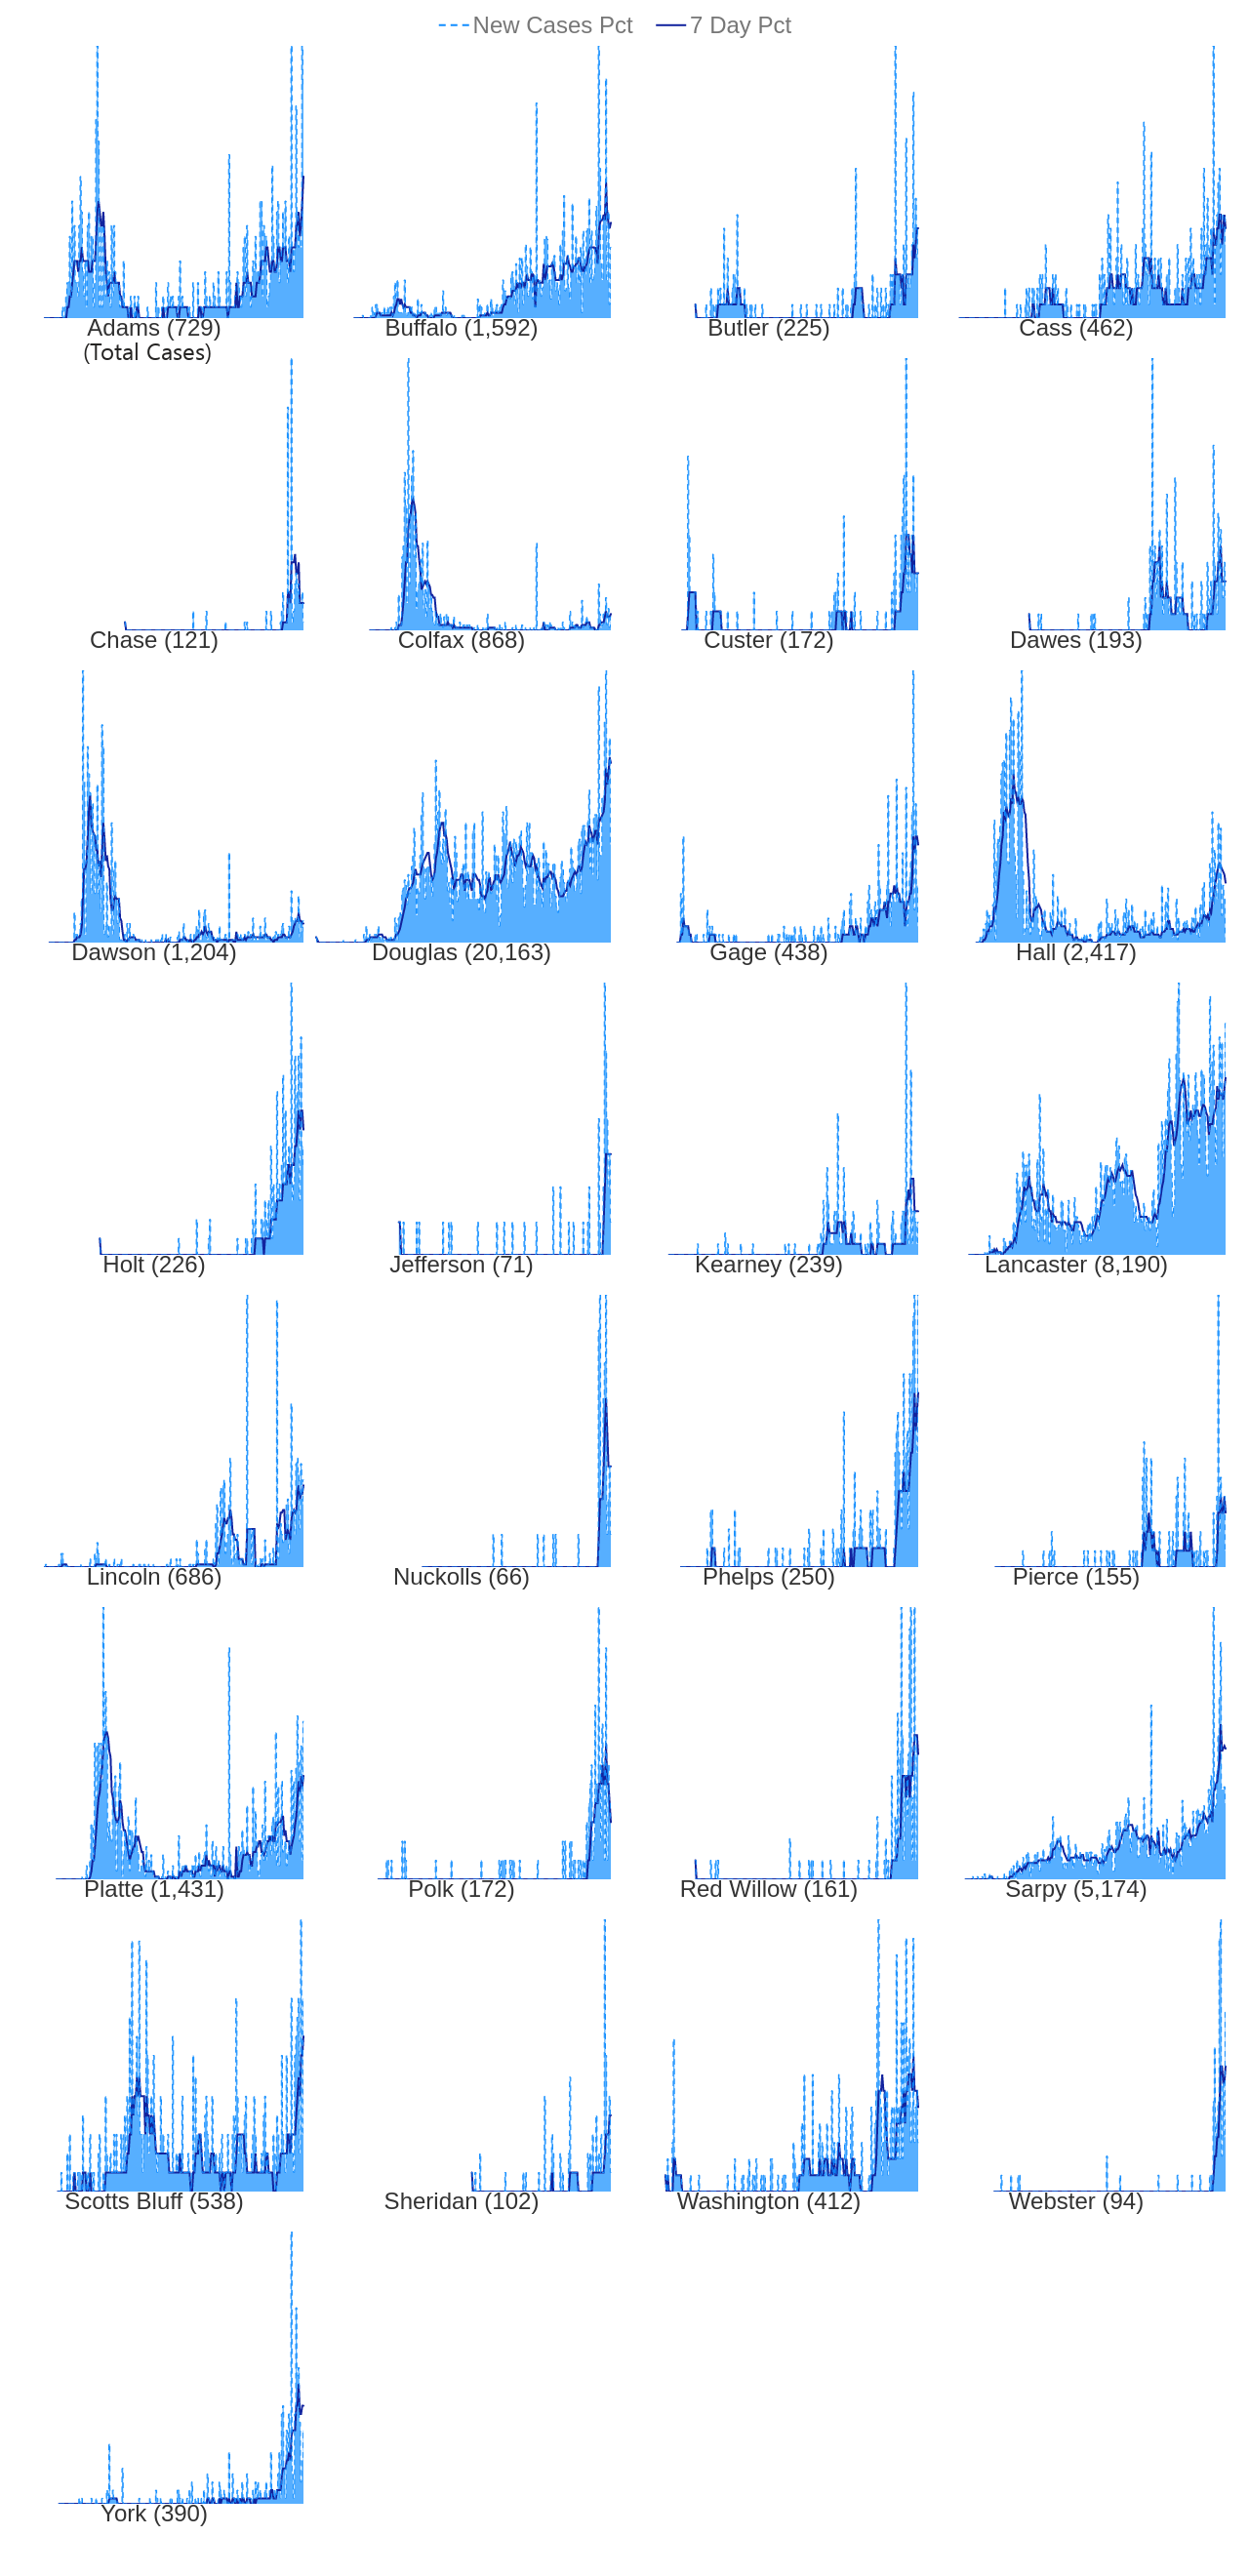 New Cases Pct 7 Day Pct
Adams (729) Buffalo (1,592) Butler (225) Cass (462)
(Total Cases)
Chase (121) Colfax (868) Custer (172) Dawes (193)
Dawson (1,204) Douglas (20,163) Gage (438) Hall (2,417)
Holt (226) Jefferson (71) Kearney (239) Lancaster (8,190)
Lincoln (686) Nuckolls (66) Phelps (250) Pierce (155)
Platte (1,431) Polk (172) Red Willow (161) Sarpy (5,174)
Scotts Bluff (538) Sheridan (102) Washington (412) Webster (94)
York (390)